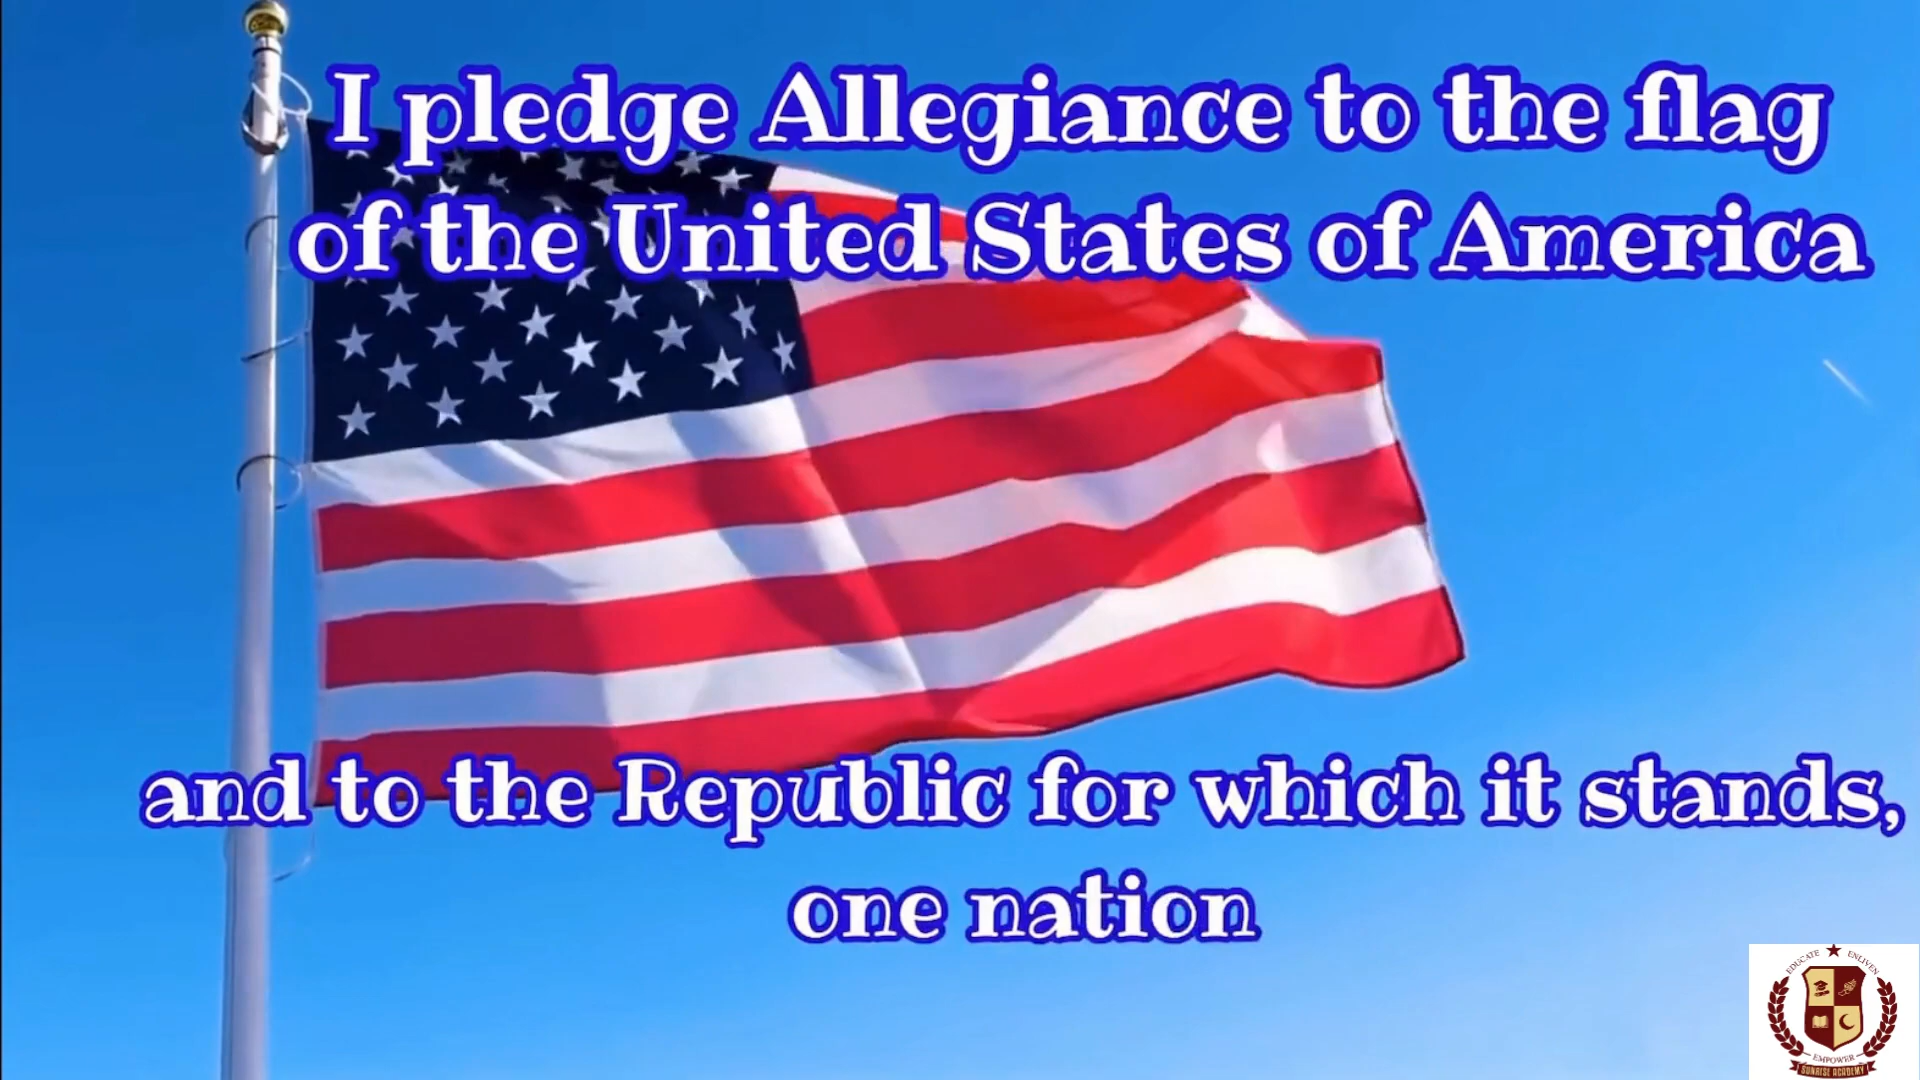 I pledge Allegiance to the flag
of the United States of America
and to the Republic for which it stands,
one nation
EDUCATE ENLIVEN
EMPOWER
SUNRISE ACADEMY